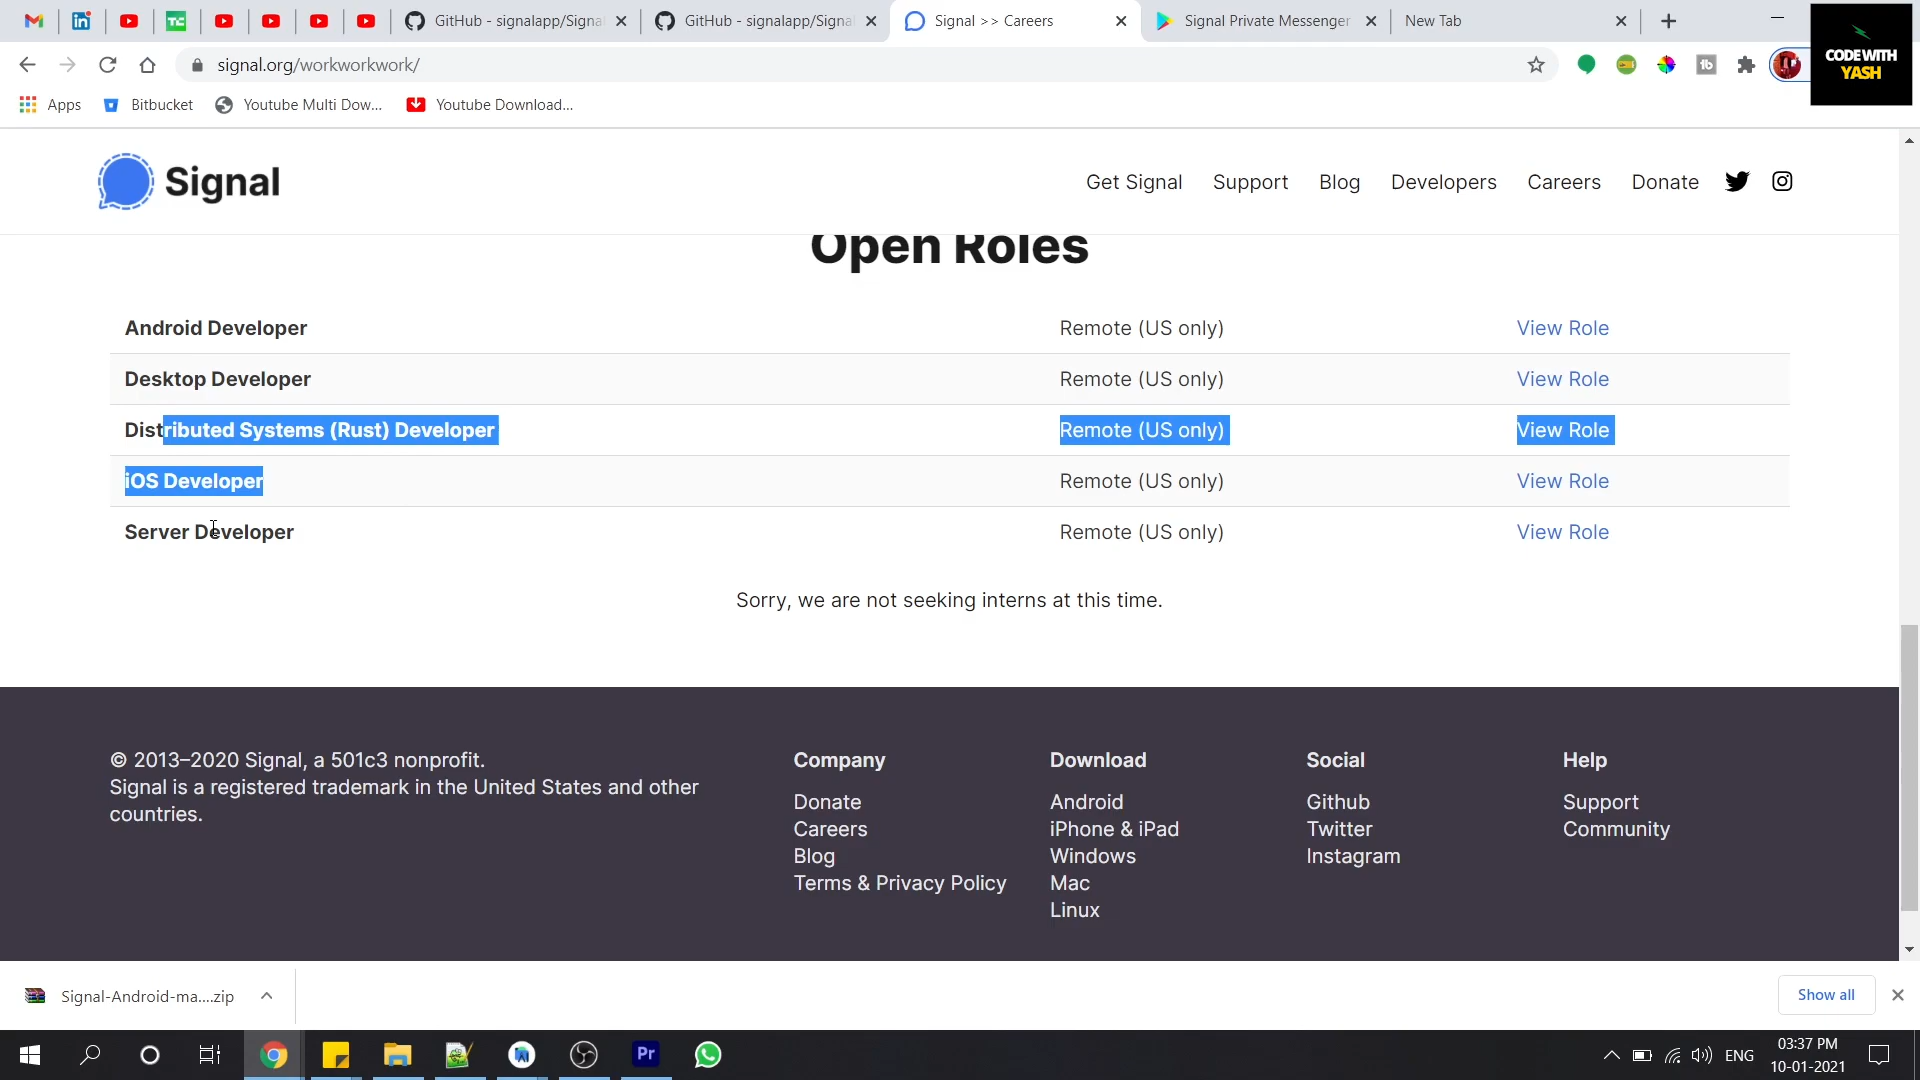 GitHub - signalapp/Signal
GitHub - signalapp/Signal
Signal >> Careers
Signal Private Messenger
New Tab
signal.org/workworkwork/
CODE WITH
YASH
Apps
Bitbucket
Youtube Multi Dow...
Youtube Download...
Signal
Get Signal
Support
Blog
Developers
Careers
Donate
Open Roles
Android Developer Remote (US only) View Role
Desktop Developer Remote (US only) View Role
Distributed Systems (Rust) Developer Remote (US only) View Role
iOS Developer Remote (US only) View Role
Server Developer Remote (US only) View Role
Sorry, we are not seeking interns at this time.
© 2013–2020 Signal, a 501c3 nonprofit.
Signal is a registered trademark in the United States and other
countries.
Company
Donate
Careers
Blog
Terms & Privacy Policy
Download
Android
iPhone & iPad
Windows
Mac
Linux
Social
Github
Twitter
Instagram
Help
Support
Community
Signal-Android-ma....zip
Show all
Pr
ENG
03:37 PM
10-01-2021